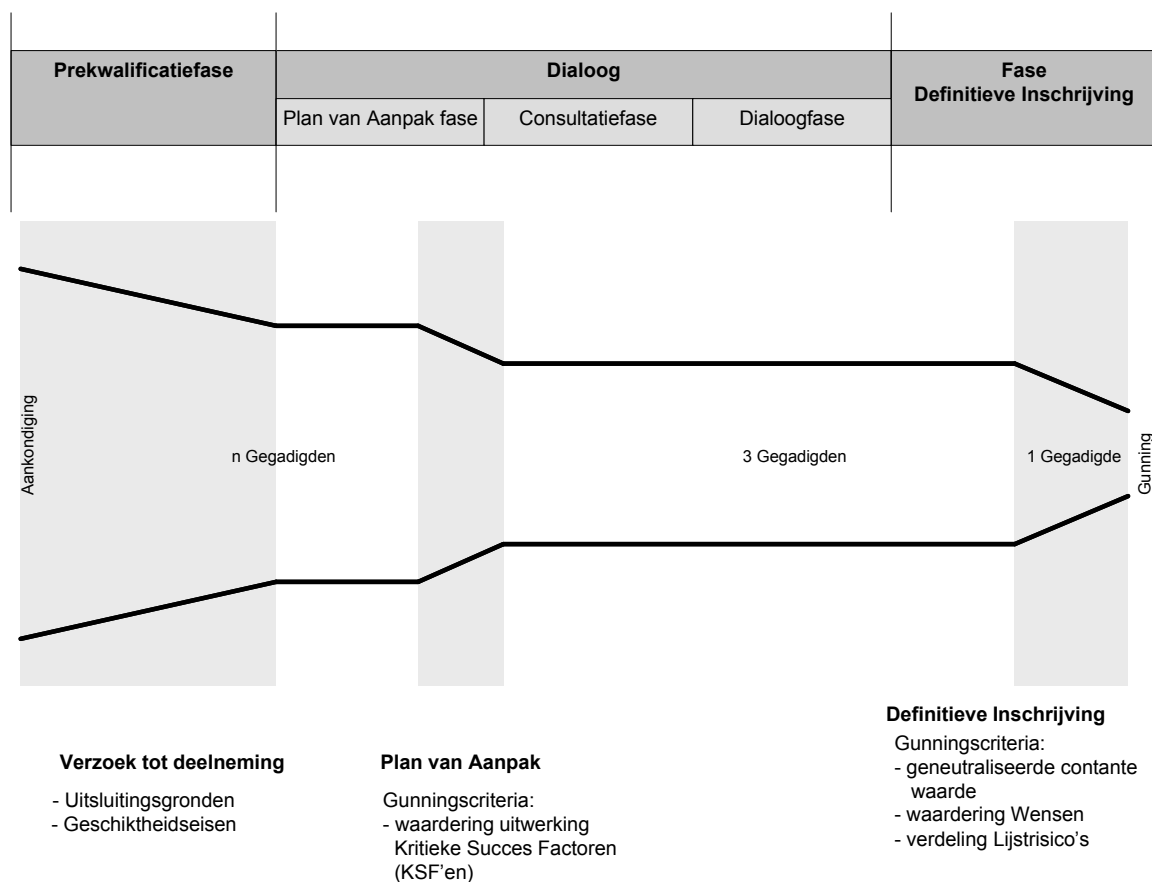 Prekwalificatiefase
Dialoog
Fase
Definitieve Inschrijving
Plan van Aanpak fase
Consultatiefase
Dialoogfase
Aankondiging
n Gegadigden
3 Gegadigden
1 Gegadigde
Gunning
Verzoek tot deelneming
- Uitsluitingsgronden
- Geschiktheidseisen
Plan van Aanpak
Gunningscriteria:
- waardering uitwerking
Kritieke Succes Factoren
(KSF'en)
Definitieve Inschrijving
Gunningscriteria:
- geneutraliseerde contante
waarde
- waardering Wensen
- verdeling Lijstrisico's